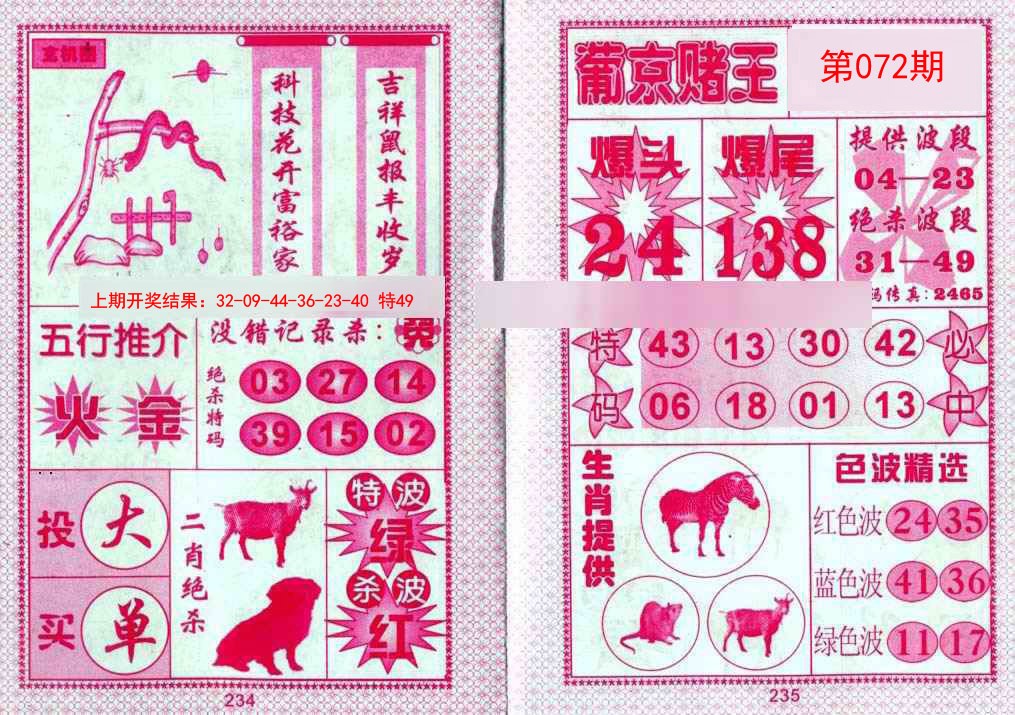 玄机图
科技花开富裕家
吉祥鼠报丰收岁
上期开奖结果：32-09-44-36-23-40 特49
五行推介
火 金
没错记录杀：
绝杀特码
03 27 14
39 15 02
投 大
买 单
二肖绝杀
特波
绿
杀波
红
234
葡京赌王
第072期
爆头
24
爆尾
138
提供波段
04—23
绝杀波段
31—49
码传真：2465
特码
43 13 30 42
06 18 01 13
必中
生肖提供
色波精选
红色波 24 35
蓝色波 41 36
绿色波 11 17
235